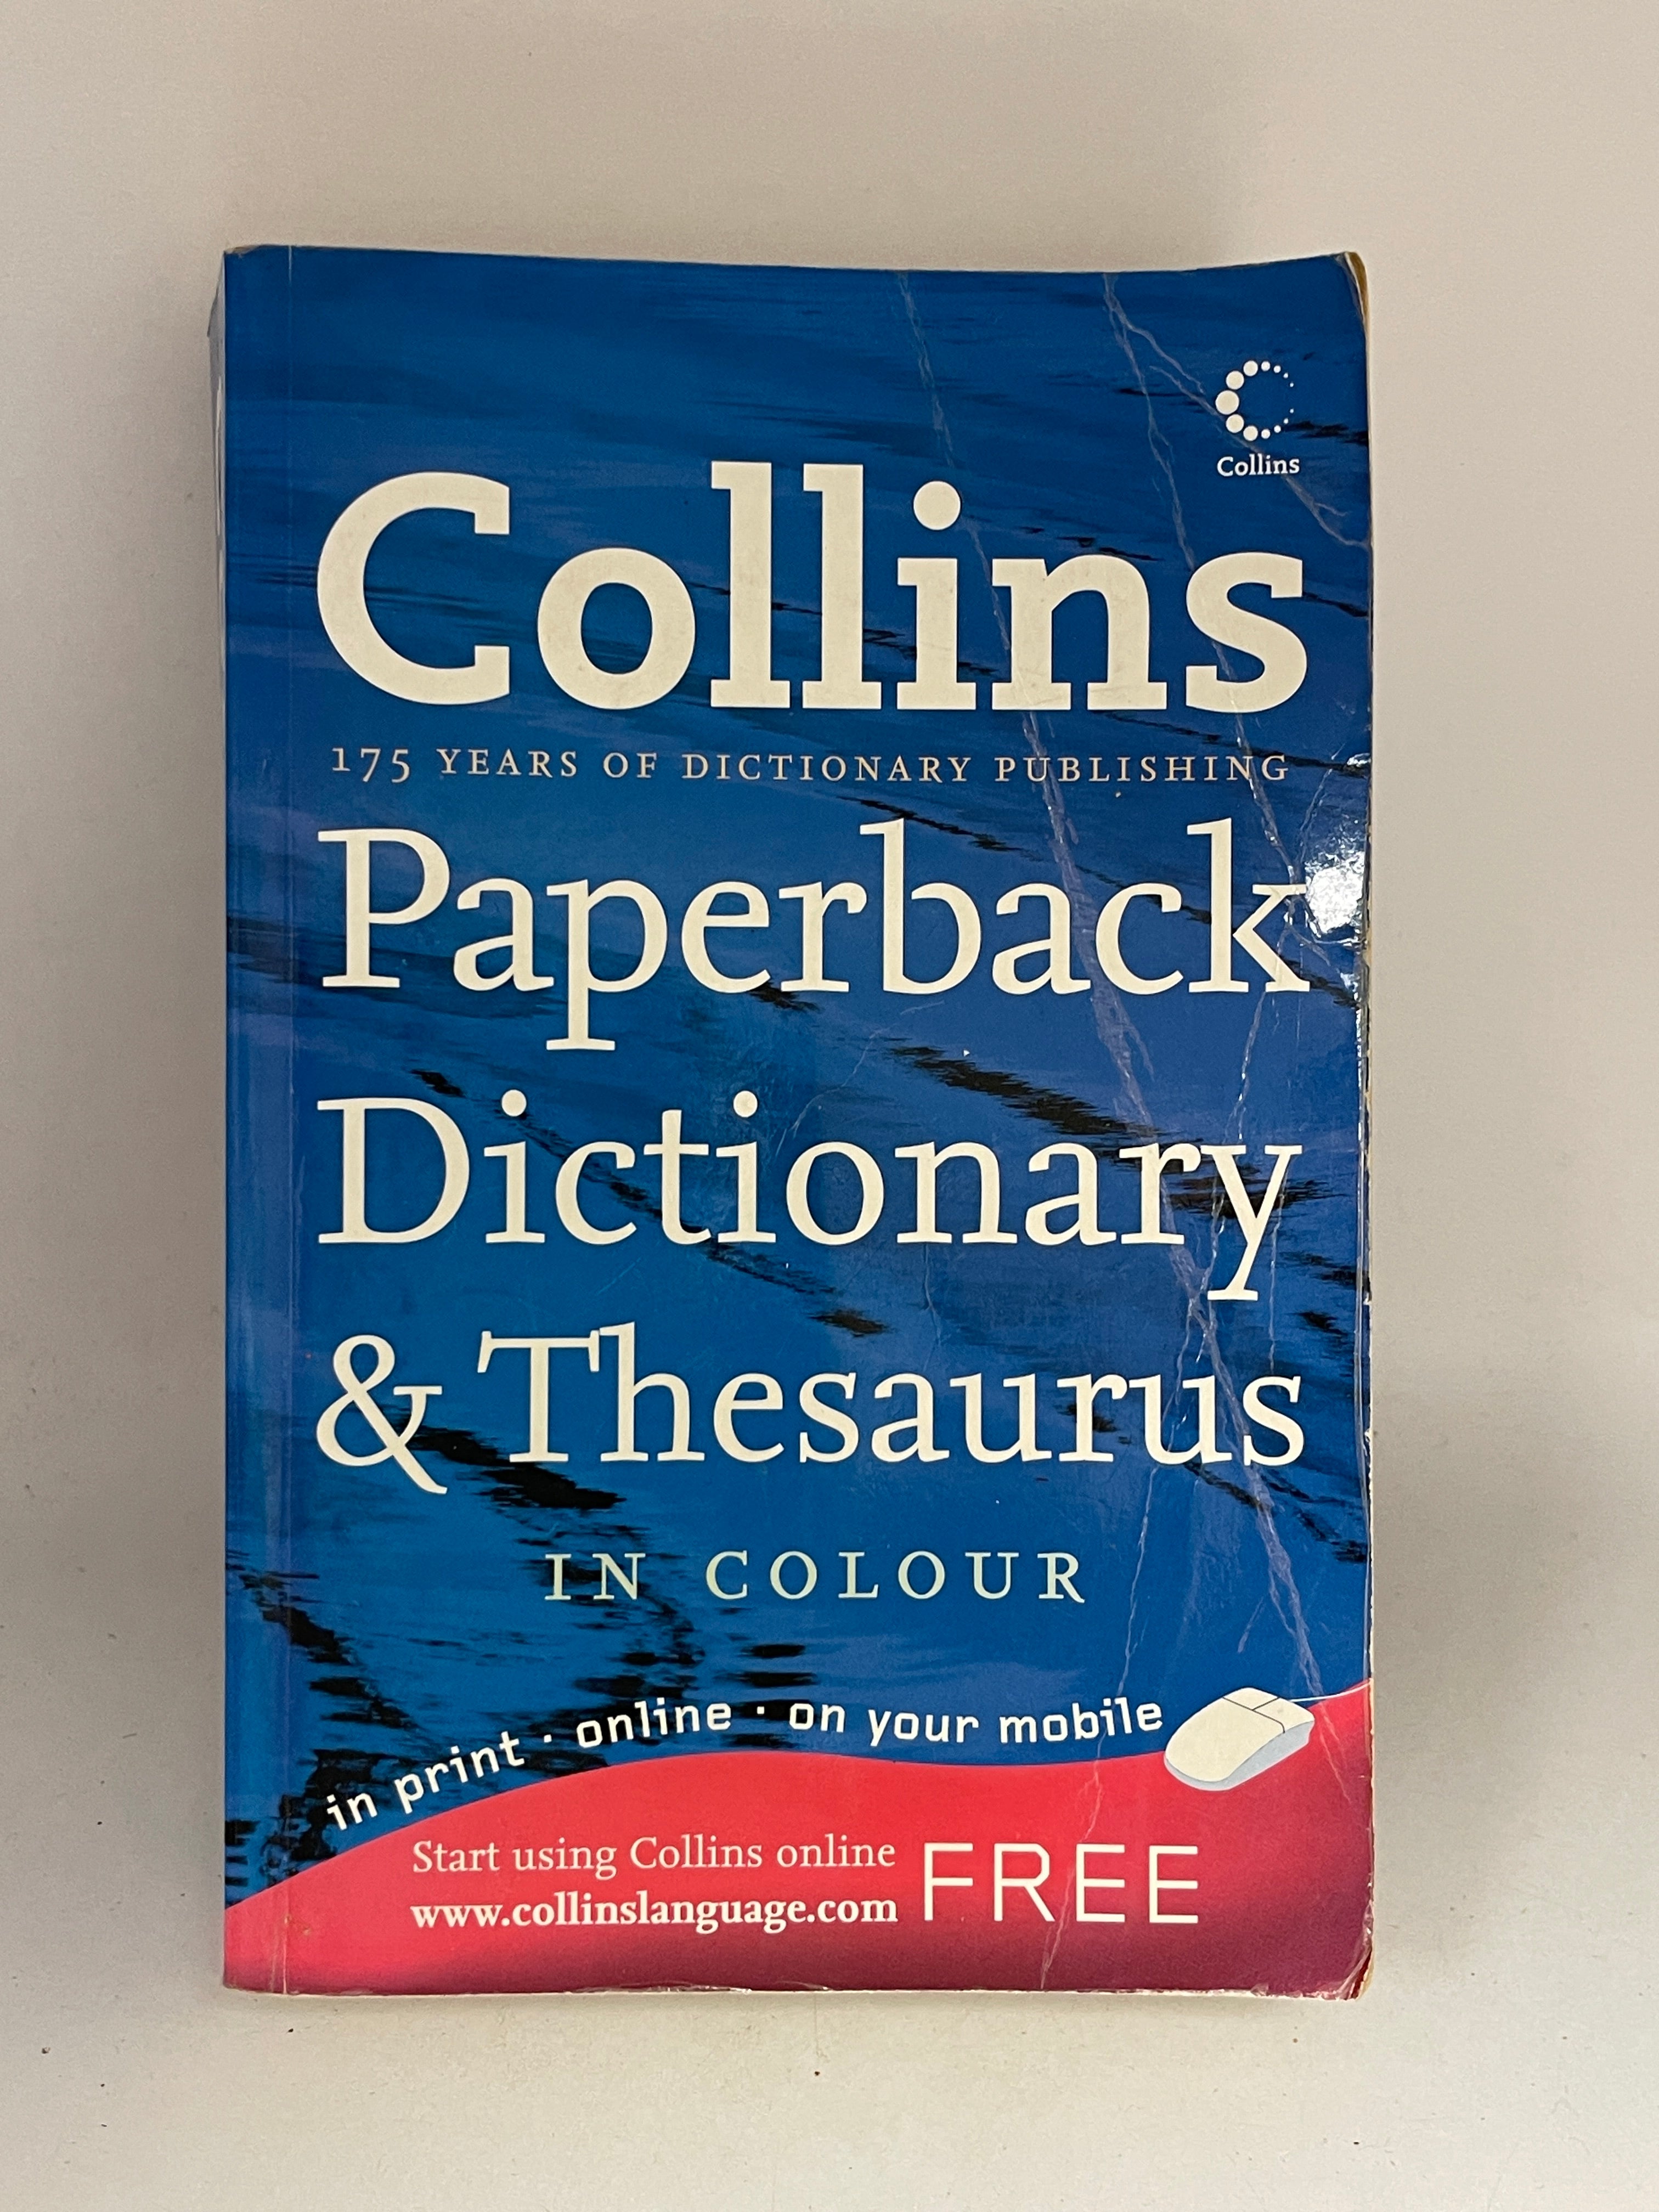 Collins
Collins
175 YEARS OF DICTIONARY PUBLISHING
Paperback
Dictionary
& Thesaurus
IN COLOUR
in print · online · on your mobile
Start using Collins online
www.collinslanguage.com
FREE